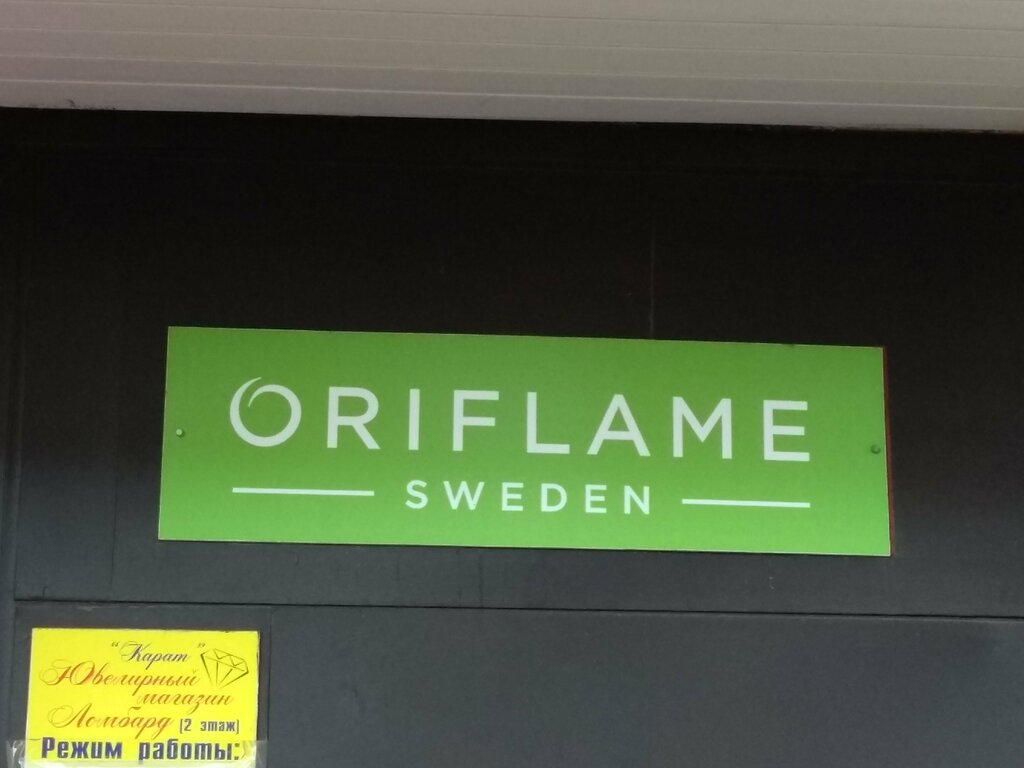 ORIFLAME
SWEDEN
"Карат"
Ювелирный
магазин
Ломбард (2 этаж)
Режим работы: